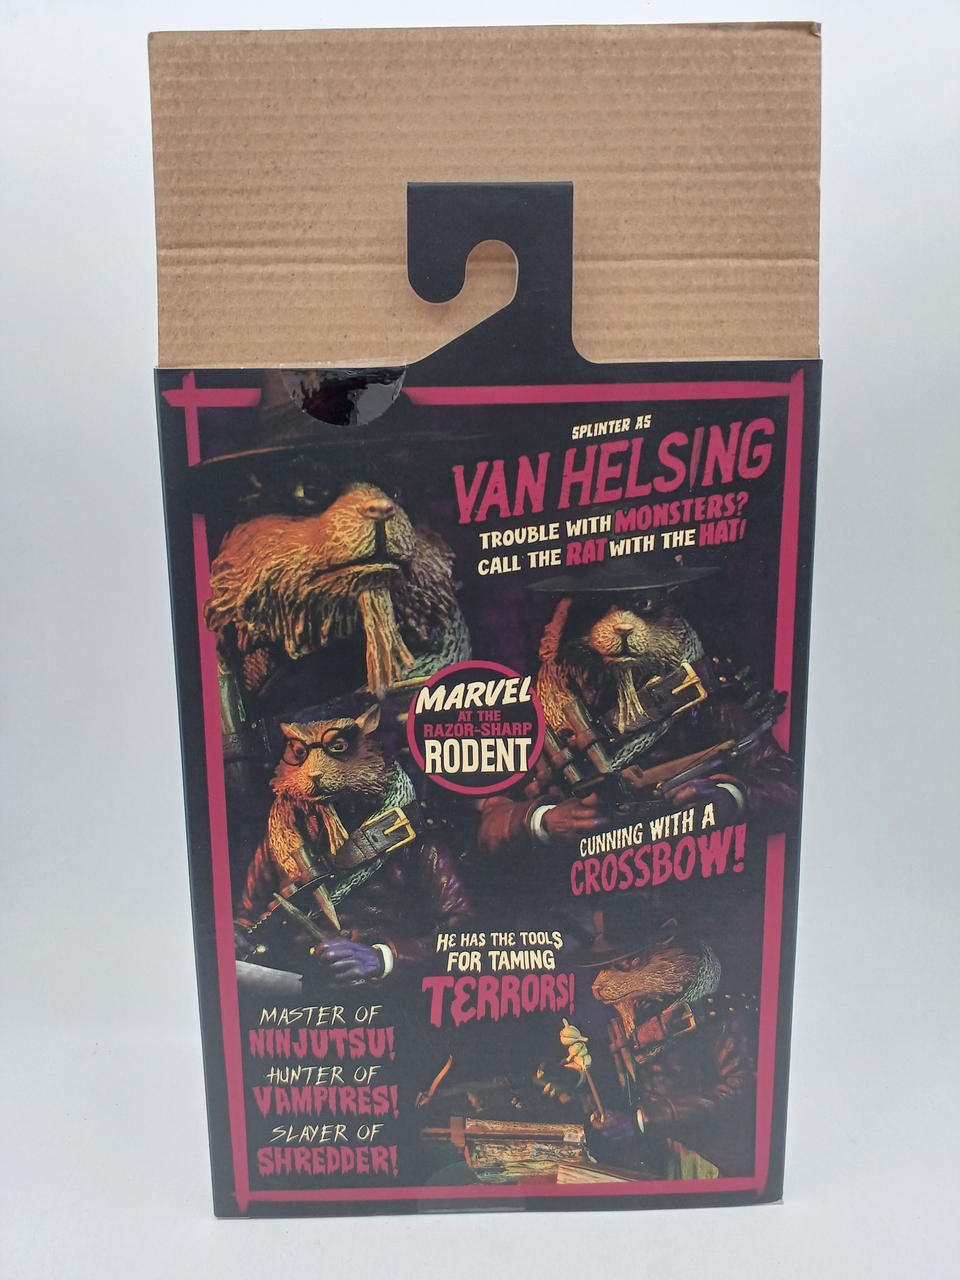 SPLINTER AS
VAN HELSING
TROUBLE WITH MONSTERS?
CALL THE RAT WITH THE HAT!
MARVEL
AT THE
RAZOR-SHARP
RODENT
CUNNING WITH A
CROSSBOW!
HE HAS THE TOOLS
FOR TAMING
TERRORS!
MASTER OF
NINJUTSU!
HUNTER OF
VAMPIRES!
SLAYER OF
SHREDDER!